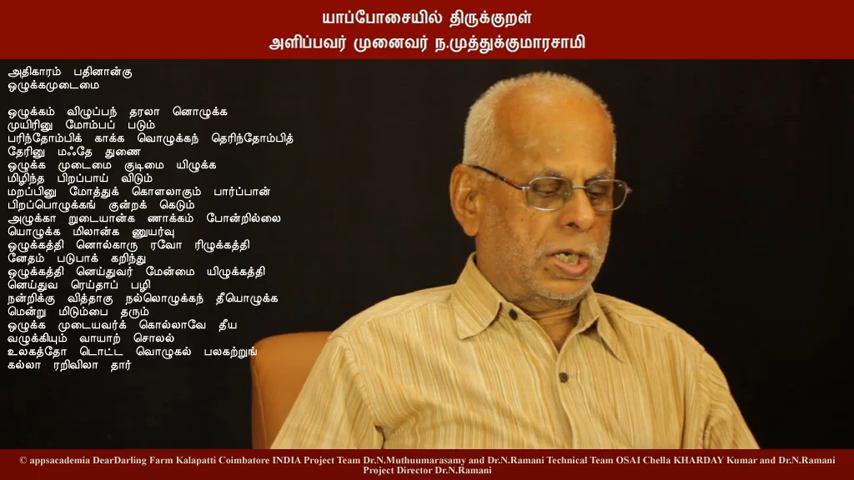 யாப்போசையில் திருக்குறள்
அளிப்பவர் முனைவர் ந.முத்துக்குமாரசாமி
அதிகாரம் பதினான்கு
ஒழுக்கமுடைமை
ஒழுக்கம் விழுப்பந் தரலா னொழுக்க
முயிரினு மோம்பப் படும்
பரிந்தோம்பிக் காக்க வொழுக்கந் தெரிந்தோம்பித்
தேரினு மஃதே துணை
ஒழுக்க முடைமை குடிமை யிழுக்க
மிழிந்த பிறப்பாய் விடும்
மறப்பினு மோத்துக் கொளலாகும் பார்ப்பான்
பிறப்பொழுக்கங் குன்றக் கெடும்
அழுக்கா றுடையான்க ணாக்கம் போன்றில்லை
யொழுக்க மிலான்க ணுயர்வு
ஒழுக்கத்தி னொல்காரு ரவோ ரிழுக்கத்தி
னேதம் படுபாக் கறிந்து
ஒழுக்கத்தி னெய்துவர் மேன்மை யிழுக்கத்தி
னெய்துவ ரெய்தாப் பழி
நன்றிக்கு வித்தாகு நல்லொழுக்கந் தீயொழுக்க
மென்று மிடும்பை தரும்
ஒழுக்க முடையவர்க் கொல்லாவே தீய
வழுக்கியும் வாயாற் சொலல்
உலகத்தோ டொட்ட வொழுகல் பலகற்றுங்
கல்லா ரறிவிலா தார்
© appsacademia DearDarling Farm Kalapatti Coimbatore INDIA Project Team Dr.N.Muthuumarasamy and Dr.N.Ramani Technical Team OSAI Chella KHARDAY Kumar and Dr.N.Ramani
Project Director Dr.N.Ramani